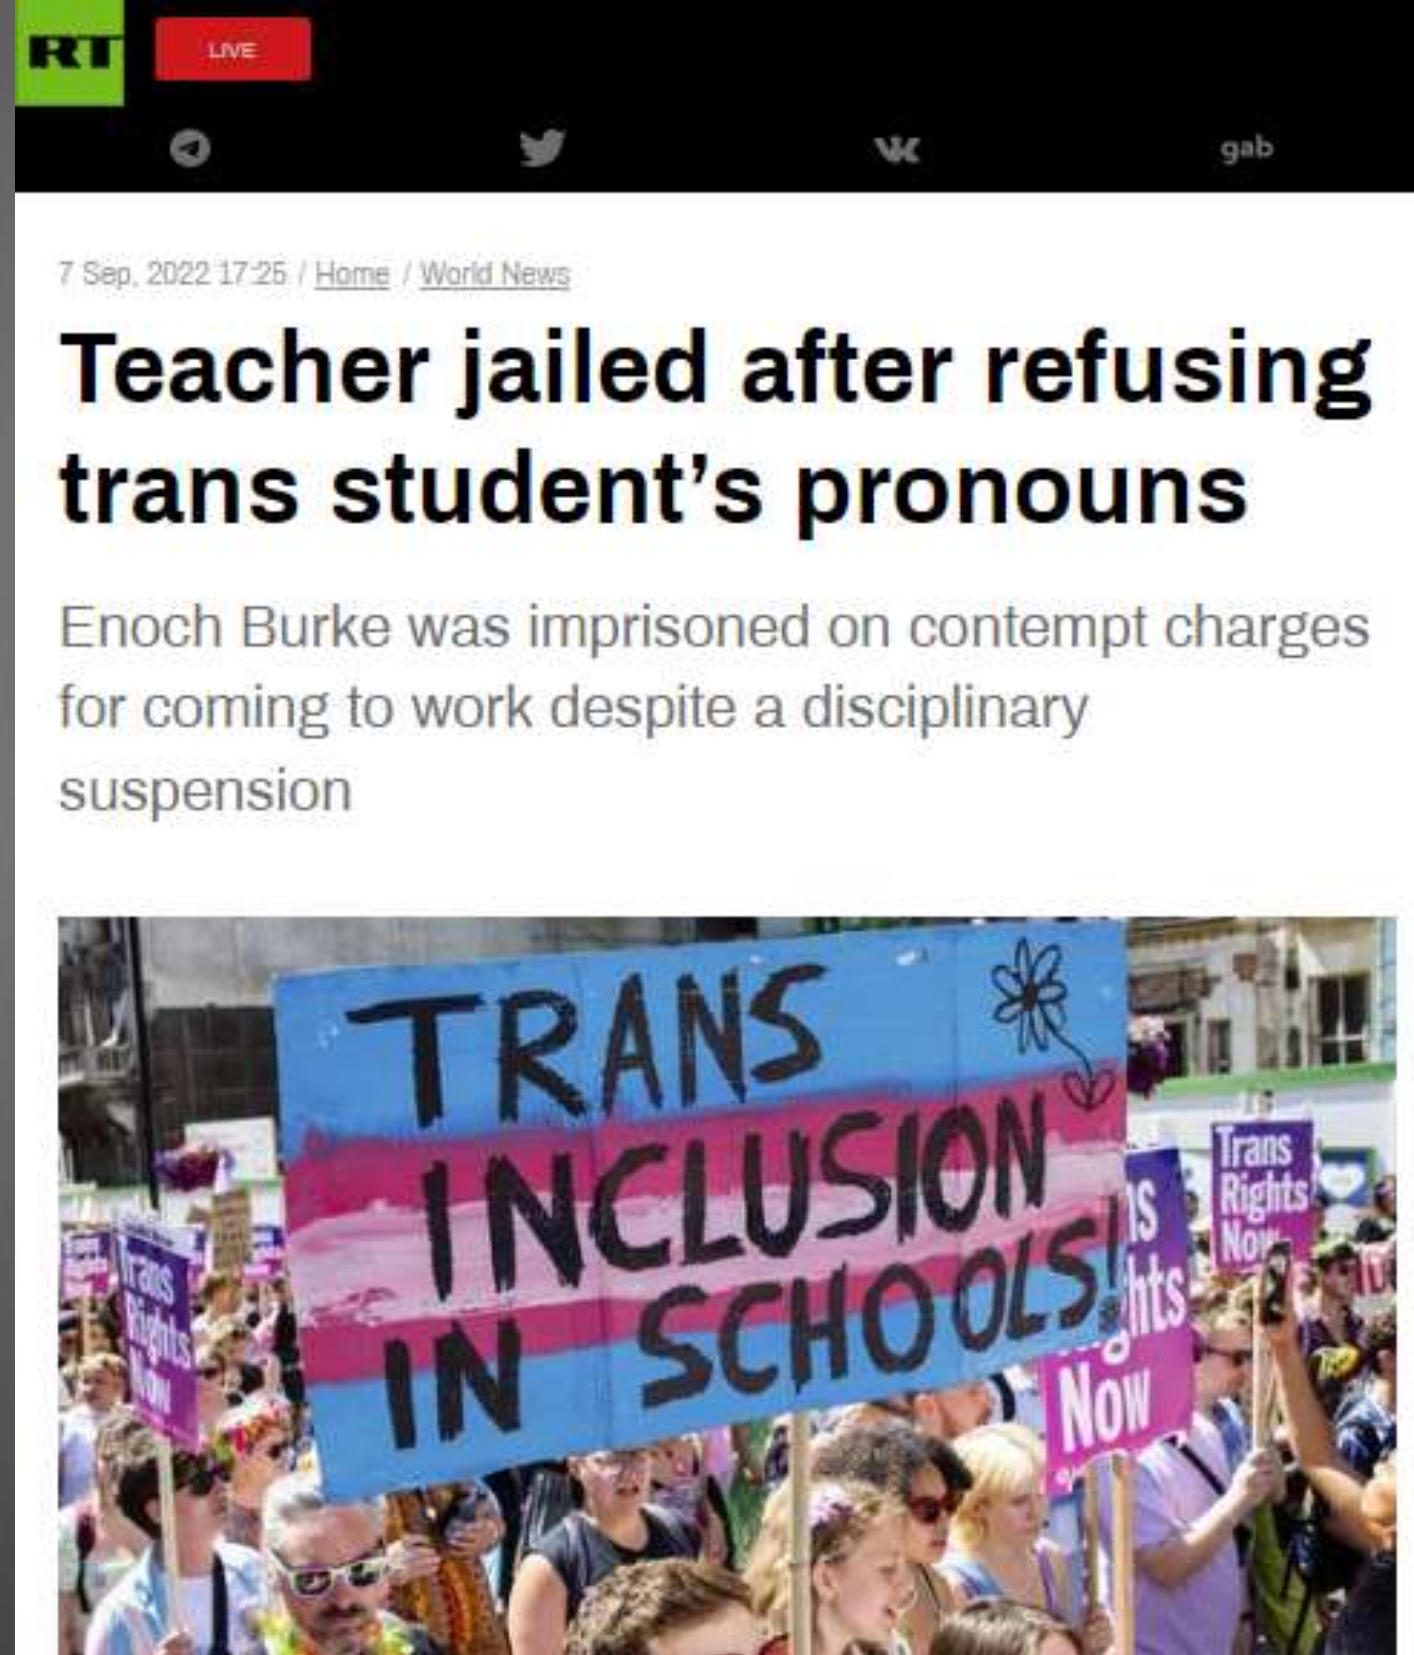 RT
LIVE
gab
7 Sep, 2022 17:25 / Home / World News
Teacher jailed after refusing
trans student’s pronouns
Enoch Burke was imprisoned on contempt charges
for coming to work despite a disciplinary
suspension
TRANS
INCLUSION
IN SCHOOLS!
Trans
Rights
Now
Trans
Rights
Now
Now